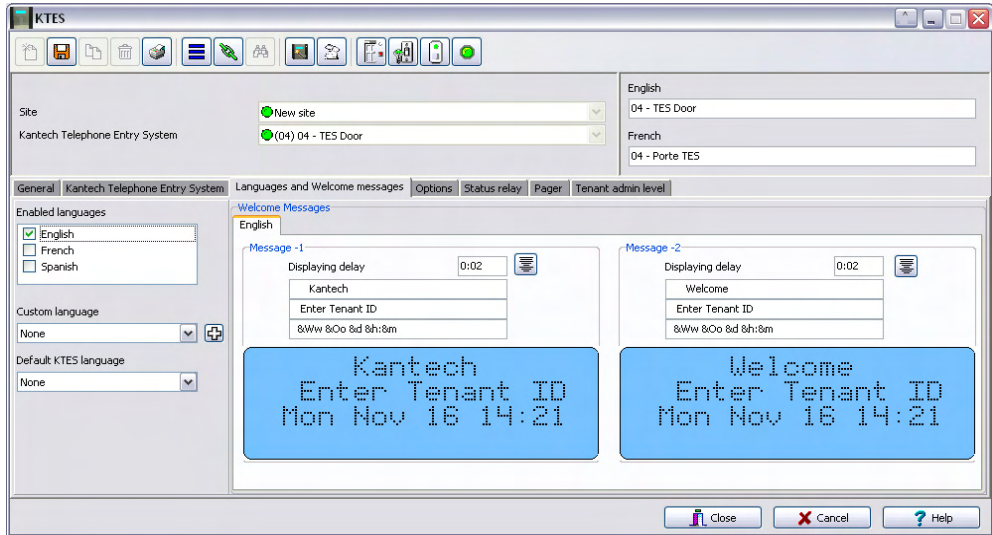 KTES
English
Site
New site
04 - TES Door
Kantech Telephone Entry System
(04) 04 - TES Door
French
04 - Porte TES
General
Kantech Telephone Entry System
Languages and Welcome messages
Options
Status relay
Pager
Tenant admin level
Enabled languages
English
French
Spanish
Custom language
None
Default KTES language
None
Welcome Messages
English
Message -1
Displaying delay
0:02
Kantech
Enter Tenant ID
&Ww &Oo &d &h:&m
Kantech
Enter Tenant ID
Mon Nov 16 14:21
Message -2
Displaying delay
0:02
Welcome
Enter Tenant ID
&Ww &Oo &d &h:&m
Welcome
Enter Tenant ID
Mon Nov 16 14:21
Close
Cancel
Help